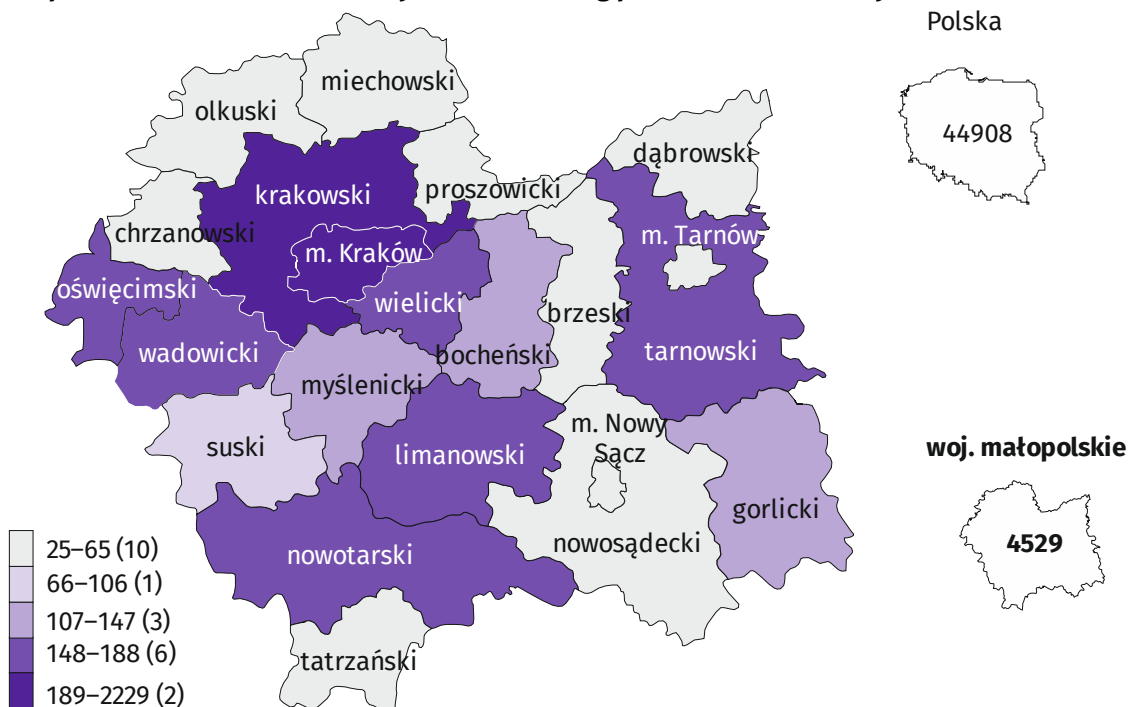 Polska
miechowski
olkuski
44908
dąbrowski
krakowski
proszowicki
chrzanowski
m. Tarnów
m. Kraków
oświęcimski
wielicki
brzeski
wadowicki
bocheński
tarnowski
myślenicki
m. Nowy
Sącz
suski
limanowski
woj. małopolskie
gorlicki
4529
nowosądecki
nowotarski
25–65 (10)
66–106 (1)
107–147 (3)
148–188 (6)
189–2229 (2)
tatrzański